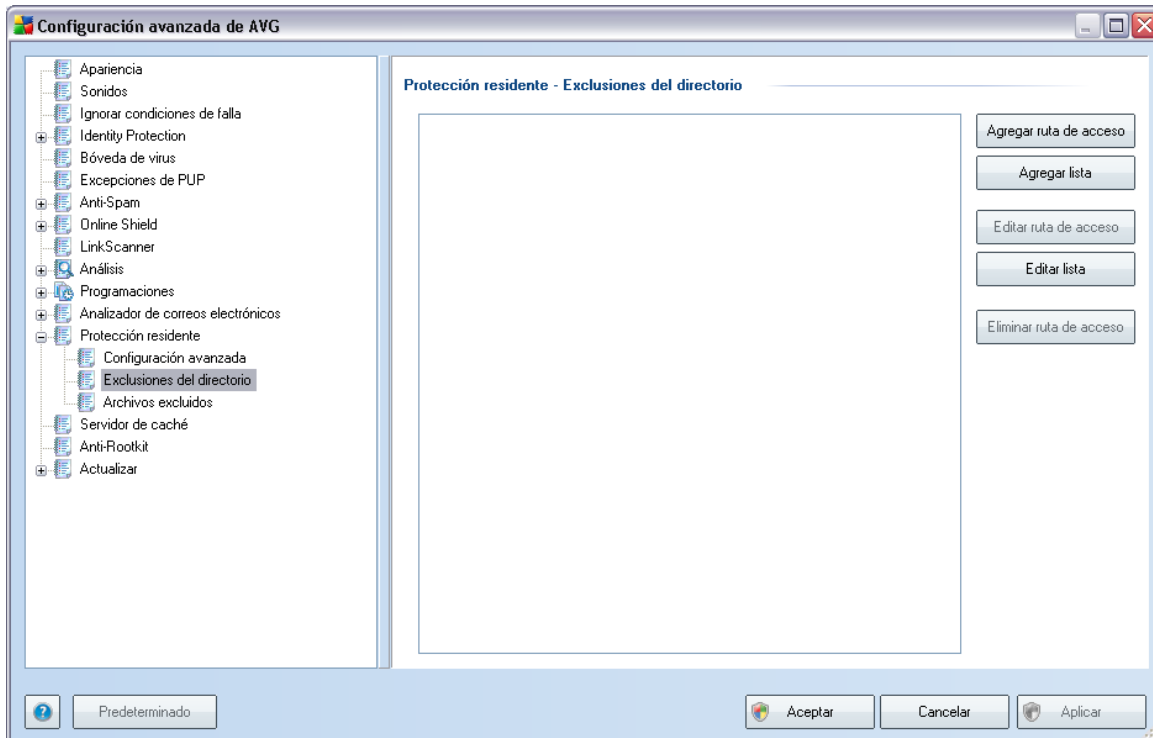 Configuración avanzada de AVG
Apariencia
Sonidos
Ignorar condiciones de falla
Identity Protection
Bóveda de virus
Excepciones de PUP
Anti-Spam
Online Shield
LinkScanner
Análisis
Programaciones
Analizador de correos electrónicos
Protección residente
Configuración avanzada
Exclusiones del directorio
Archivos excluidos
Servidor de caché
Anti-Rootkit
Actualizar
Protección residente - Exclusiones del directorio
Agregar ruta de acceso
Agregar lista
Editar ruta de acceso
Editar lista
Eliminar ruta de acceso
Predeterminado
Aceptar
Cancelar
Aplicar